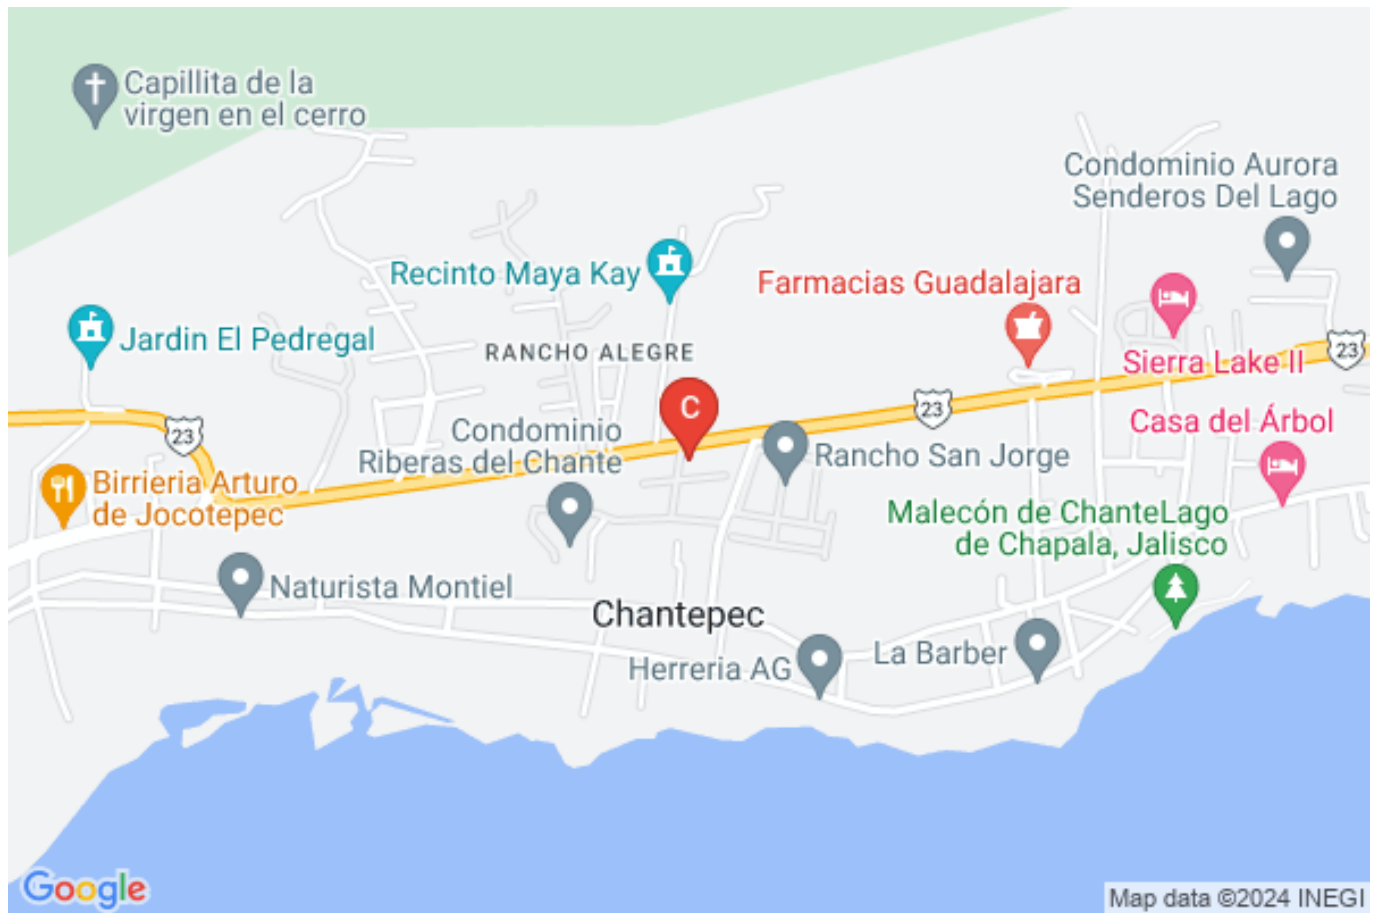 Capillita de la
virgen en el cerro
Condominio Aurora
Senderos Del Lago
Recinto Maya Kay
Farmacias Guadalajara
Jardin El Pedregal
RANCHO ALEGRE
Sierra Lake II
23
23
C
Casa del Árbol
23
Condominio
Riberas del Chante
Rancho San Jorge
Birrieria Arturo
de Jocotepec
Malecón de ChanteLago
de Chapala, Jalisco
Naturista Montiel
Chantepec
La Barber
Herreria AG
Google
Map data ©2024 INEGI